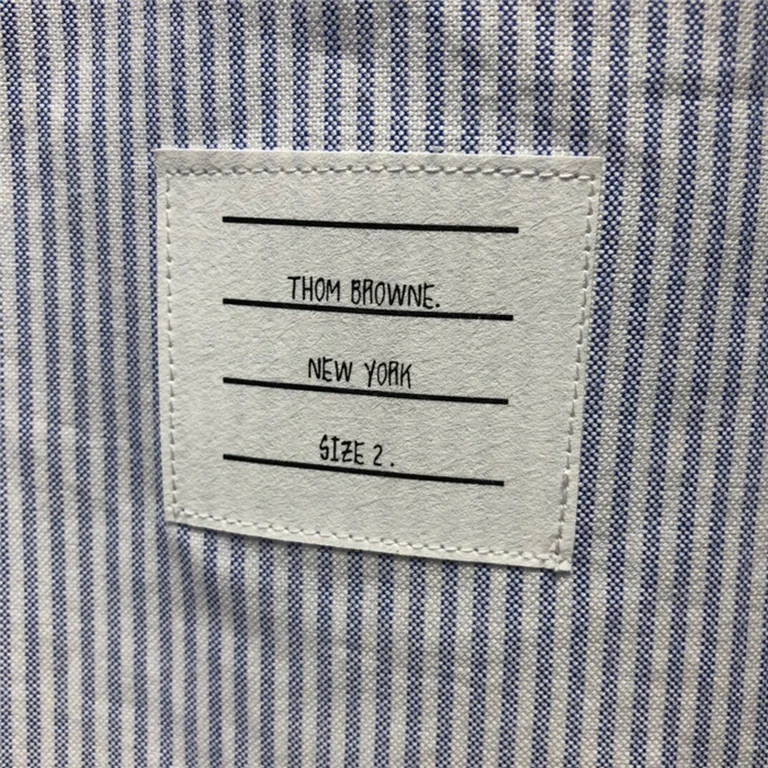 THOM BROWNE.
NEW YORK
SIZE 2.